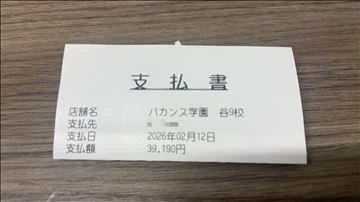 支払書
店舗名 バカンス学園 谷9校
支払先
支払日 2026年02月12日
支払額 39,190円